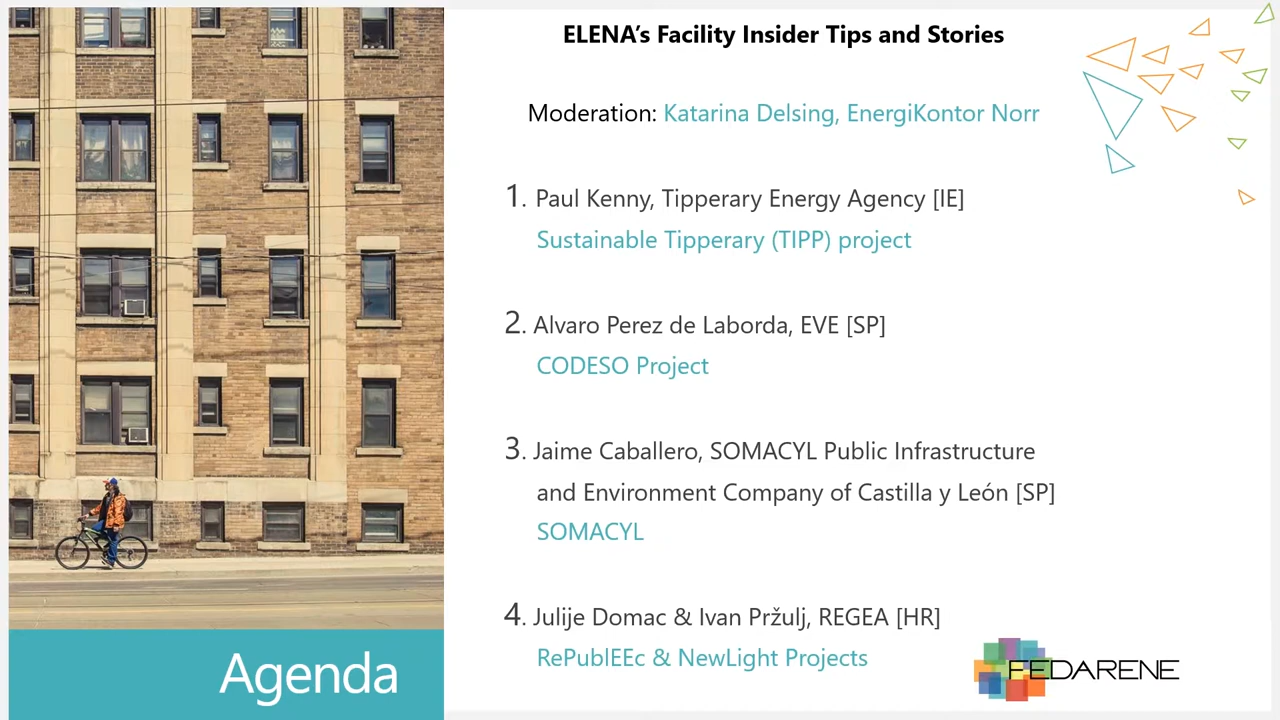 ELENA’s Facility Insider Tips and Stories
Moderation: Katarina Delsing, EnergiKontor Norr
1. Paul Kenny, Tipperary Energy Agency [IE]
Sustainable Tipperary (TIPP) project
2. Alvaro Perez de Laborda, EVE [SP]
CODESO Project
3. Jaime Caballero, SOMACYL Public Infrastructure
and Environment Company of Castilla y León [SP]
SOMACYL
4. Julije Domac & Ivan Pržulj, REGEA [HR]
RePublEEc & NewLight Projects
Agenda
FEDARENE